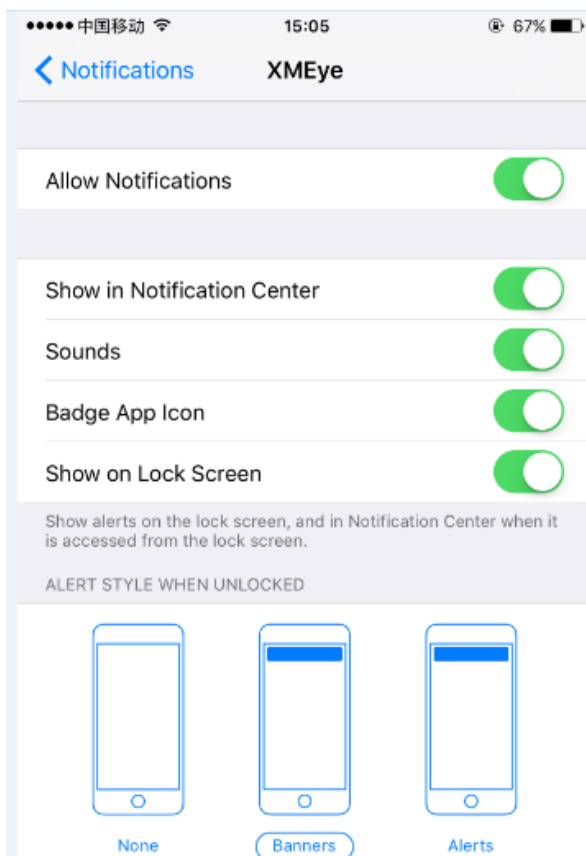 中国移动 15:05 67%
Notifications XMEye
Allow Notifications
Show in Notification Center
Sounds
Badge App Icon
Show on Lock Screen
Show alerts on the lock screen, and in Notification Center when it
is accessed from the lock screen.
ALERT STYLE WHEN UNLOCKED
None Banners Alerts